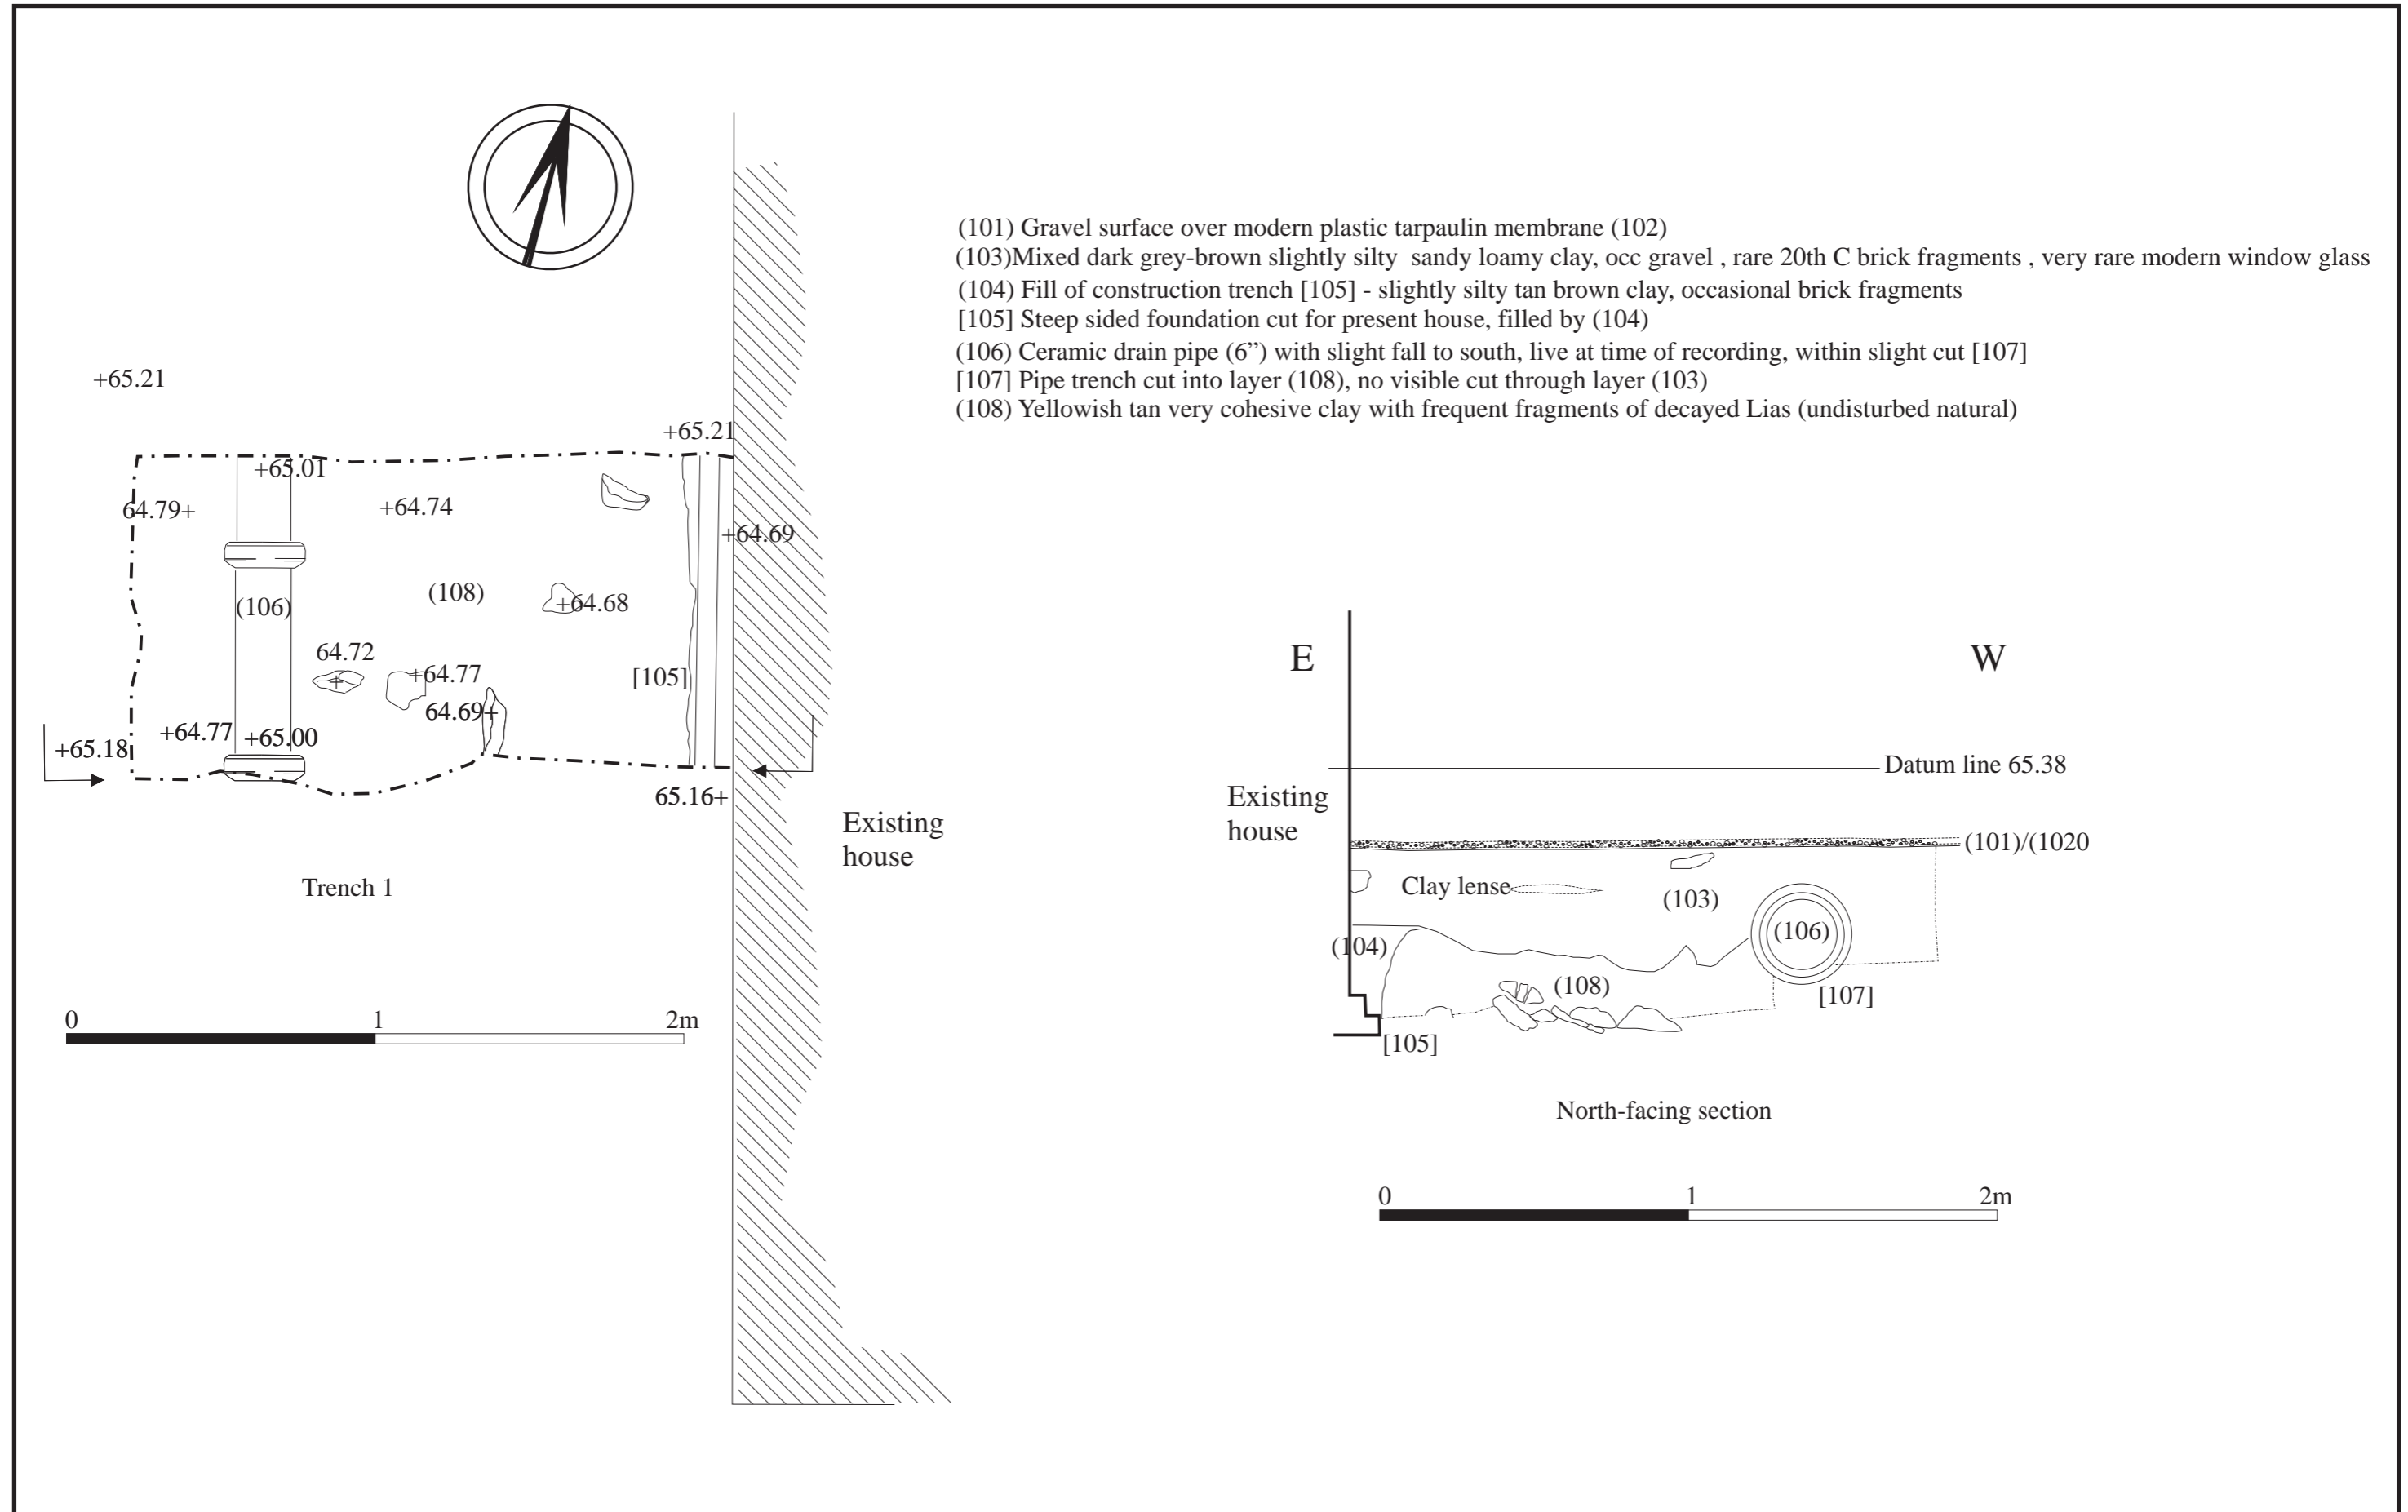 (101) Gravel surface over modern plastic tarpaulin membrane (102)
(103)Mixed dark grey-brown slightly silty sandy loamy clay, occ gravel , rare 20th C brick fragments , very rare modern window glass
(104) Fill of construction trench [105] - slightly silty tan brown clay, occasional brick fragments
[105] Steep sided foundation cut for present house, filled by (104)
(106) Ceramic drain pipe (6”) with slight fall to south, live at time of recording, within slight cut [107]
[107] Pipe trench cut into layer (108), no visible cut through layer (103)
(108) Yellowish tan very cohesive clay with frequent fragments of decayed Lias (undisturbed natural)
+65.21
+65.21
+65.01
64.79+
+64.74
+64.69
(106)
(108)
+64.68
64.72
+64.77
[105]
64.69+
+64.77
+65.00
+65.18
65.16+
Existing
house
Trench 1
0 1 2m
E
W
Datum line 65.38
Existing
house
(101)/(1020
Clay lense
(103)
(106)
(104)
(108)
[107]
[105]
North-facing section
0 1 2m